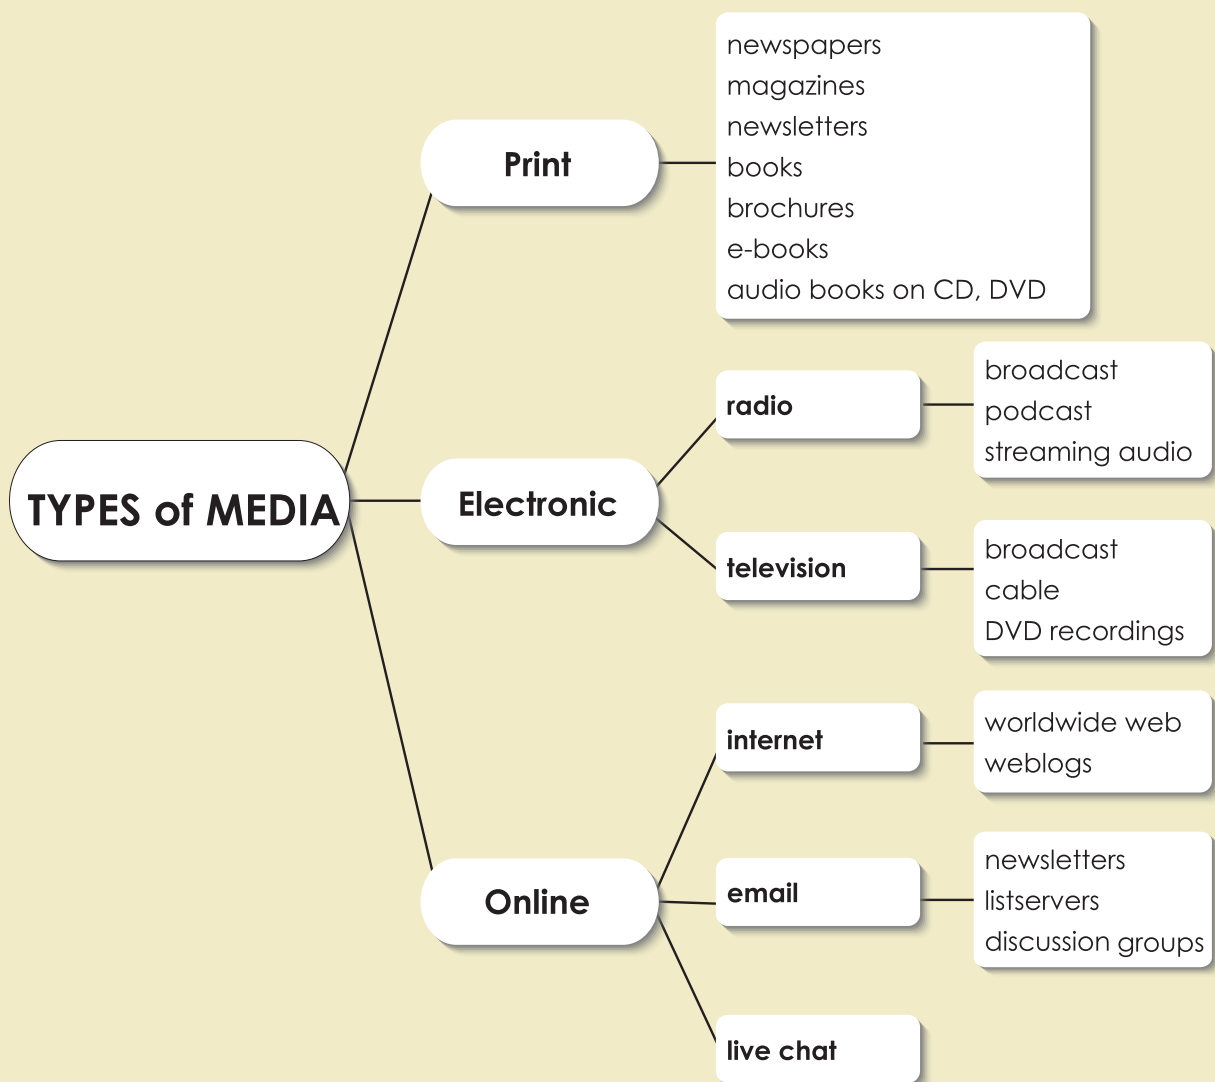 TYPES of MEDIA
Print
newspapers
magazines
newsletters
books
brochures
e-books
audio books on CD, DVD
Electronic
radio
broadcast
podcast
streaming audio
television
broadcast
cable
DVD recordings
Online
internet
worldwide web
weblogs
email
newsletters
listservers
discussion groups
live chat